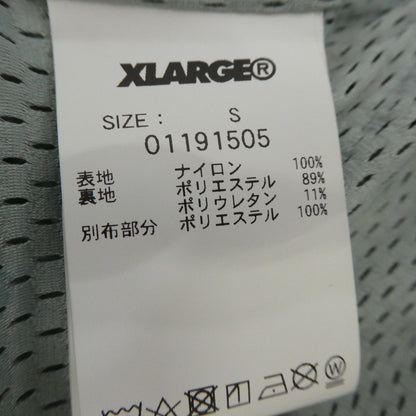 XLARGE®
SIZE : S
01191505
表地 ナイロン 100%
裏地 ポリエステル 89%
ポリウレタン 11%
別布部分 ポリエステル 100%
W